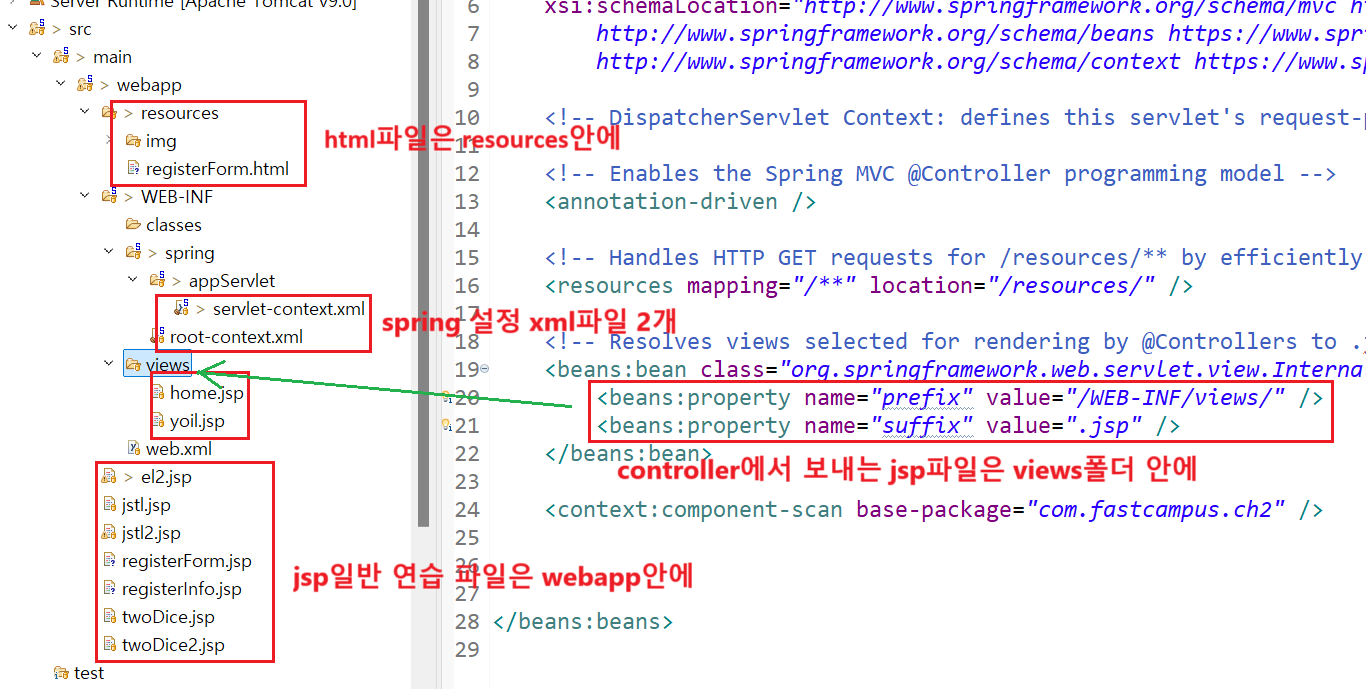 Server Runtime [Apache Tomcat v9.0]
> src
> main
> webapp
> resources
img
registerForm.html
> WEB-INF
classes
> spring
> appServlet
> servlet-context.xml
root-context.xml
views
home.jsp
yoil.jsp
web.xml
> el2.jsp
jstl.jsp
jstl2.jsp
registerForm.jsp
registerInfo.jsp
twoDice.jsp
twoDice2.jsp
test
html파일은 resources안에
spring 설정 xml파일 2개
controller에서 보내는 jsp파일은 views폴더 안에
jsp일반 연습 파일은 webapp안에
6 xsi:schemaLocation="http://www.springframework.org/schema/mvc
7 http://www.springframework.org/schema/beans
8 http://www.springframework.org/schema/context
9
10 <!-- DispatcherServlet Context: defines this servlet's
11
12 <!-- Enables the Spring MVC @Controller programming model -->
13 <annotation-driven />
14
15 <!-- Handles HTTP GET requests for /resources/** by efficiently
16 <resources mapping="/**" location="/resources/" />
17
18 <!-- Resolves views selected for rendering by @Controllers to
19 <beans:bean class="org.springframework.web.servlet.view.Interna
20 <beans:property name="prefix" value="/WEB-INF/views/" />
21 <beans:property name="suffix" value=".jsp" />
22 </beans:bean>
23
24 <context:component-scan base-package="com.fastcampus.ch2" />
25
26
27
28 </beans:beans>
29